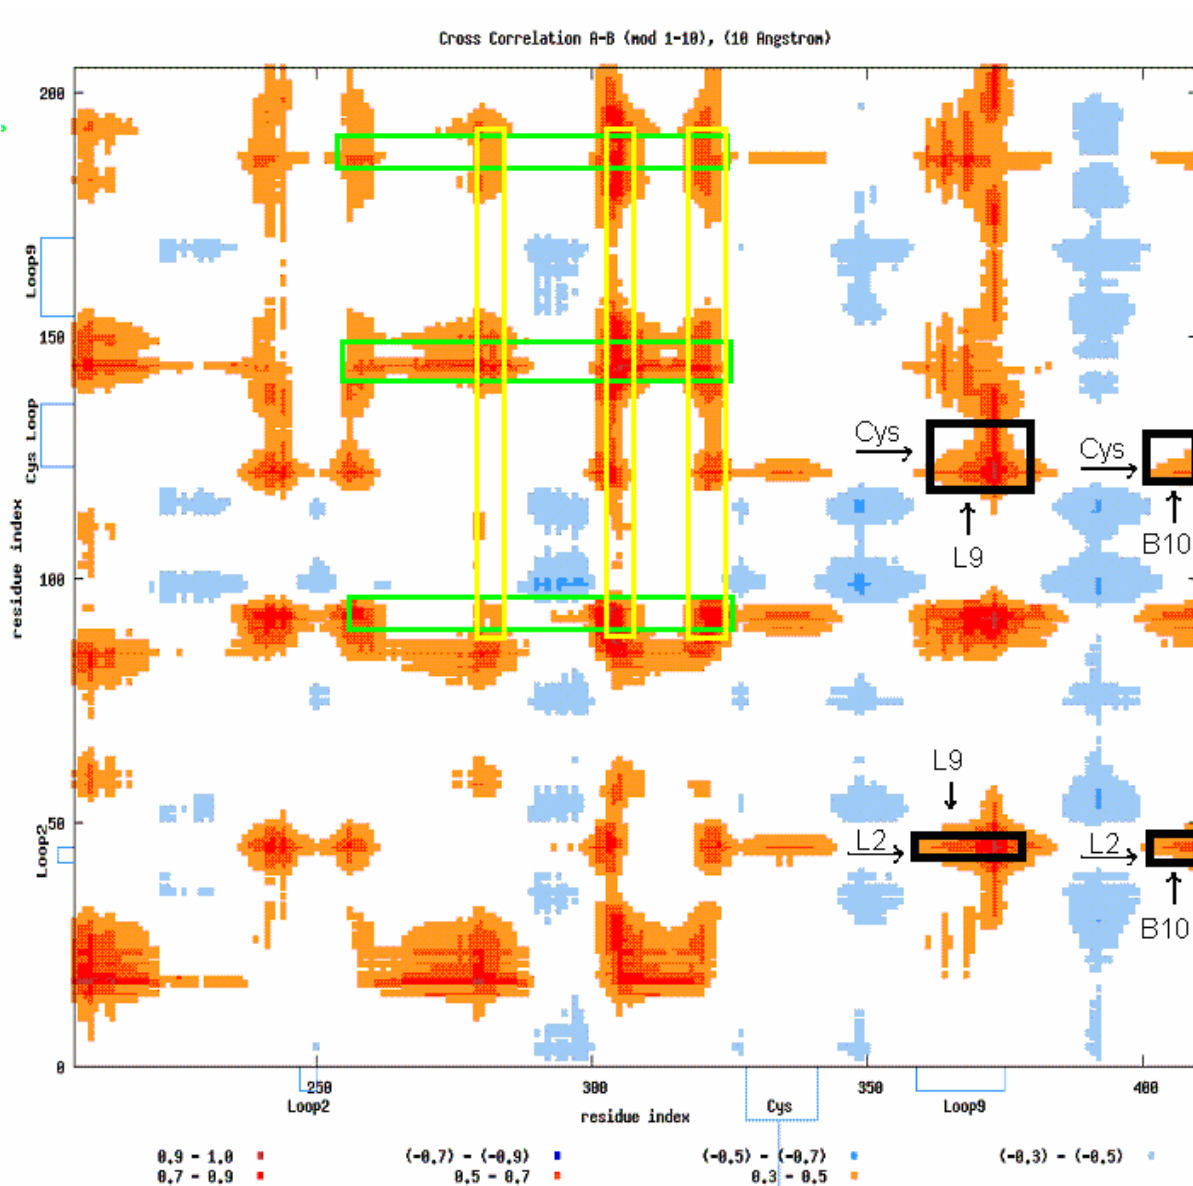 Cross Correlation A-B (mod 1-10), (10 Angstrom)
200
150
100
50
0
residue index
Loop9
Cys Loop
Loop2
Cys
Cys
L9
B10
L9
L2
L2
B10
250
300
350
400
Loop2
residue index
Cys
Loop9
0.9 - 1.0
(-0.7) - (-0.9)
(-0.5) - (-0.7)
(-0.3) - (-0.5)
0.7 - 0.9
0.5 - 0.7
0.3 - 0.5